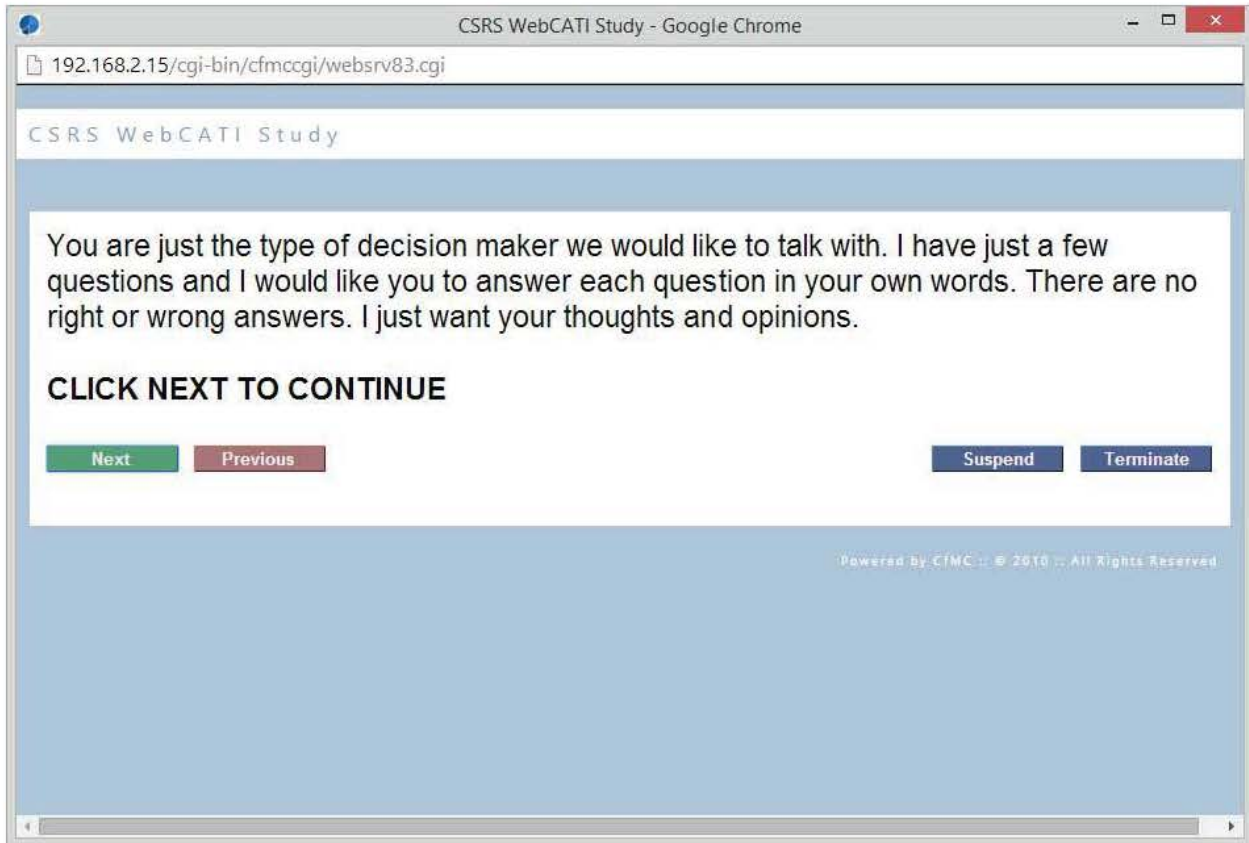 CSRS WebCATI Study - Google Chrome
192.168.2.15/cgi-bin/cfmccgi/websrv83.cgi
CSRS WebCATI Study
You are just the type of decision maker we would like to talk with. I have just a few
questions and I would like you to answer each question in your own words. There are no
right or wrong answers. I just want your thoughts and opinions.
CLICK NEXT TO CONTINUE
Next Previous Suspend Terminate
Powered by CfMC :: © 2010 :: All Rights Reserved